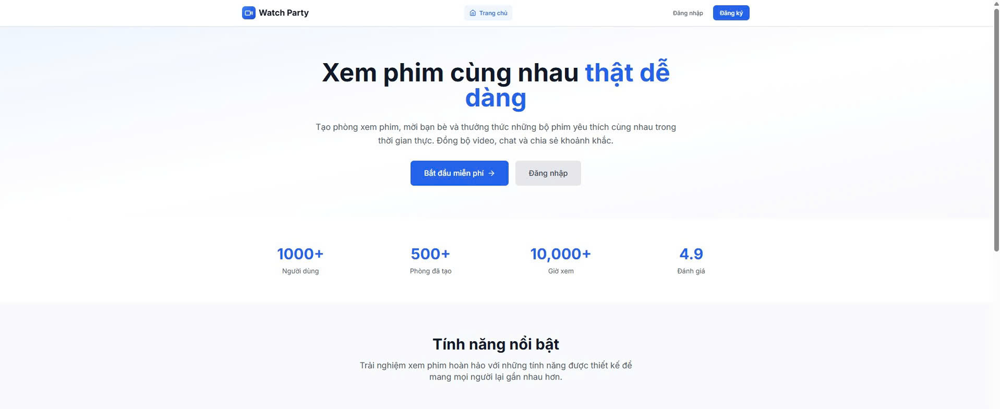 Watch Party
Trang chủ
Đăng nhập
Đăng ký
Xem phim cùng nhau thật dễ
dàng
Tạo phòng xem phim, mời bạn bè và thưởng thức những bộ phim yêu thích cùng nhau trong
thời gian thực. Đồng bộ video, chat và chia sẻ khoảnh khắc.
Bắt đầu miễn phí →
Đăng nhập
1000+
Người dùng
500+
Phòng đã tạo
10,000+
Giờ xem
4.9
Đánh giá
Tính năng nổi bật
Trải nghiệm xem phim hoàn hảo với những tính năng được thiết kế để
mang mọi người lại gần nhau hơn.